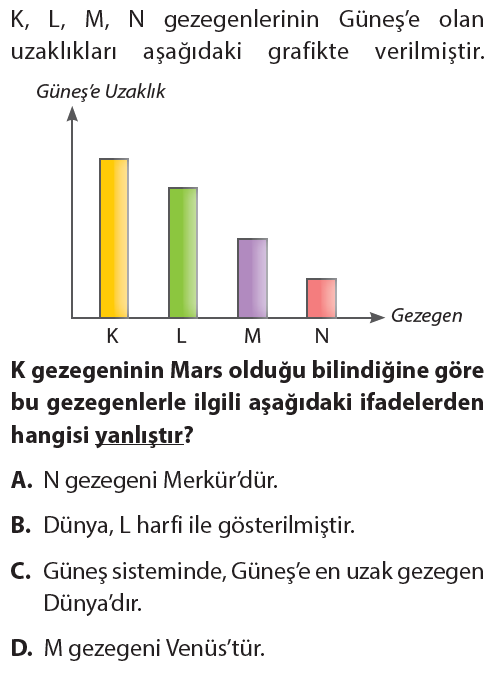 K, L, M, N gezegenlerinin Güneş’e olan
uzaklıkları aşağıdaki grafikte verilmiştir.
Güneş’e Uzaklık
Gezegen
K L M N
K gezegeninin Mars olduğu bilindiğine göre
bu gezegenlerle ilgili aşağıdaki ifadelerden
hangisi yanlıştır?
A. N gezegeni Merkür’dür.
B. Dünya, L harfi ile gösterilmiştir.
C. Güneş sisteminde, Güneş’e en uzak gezegen
Dünya’dır.
D. M gezegeni Venüs’tür.